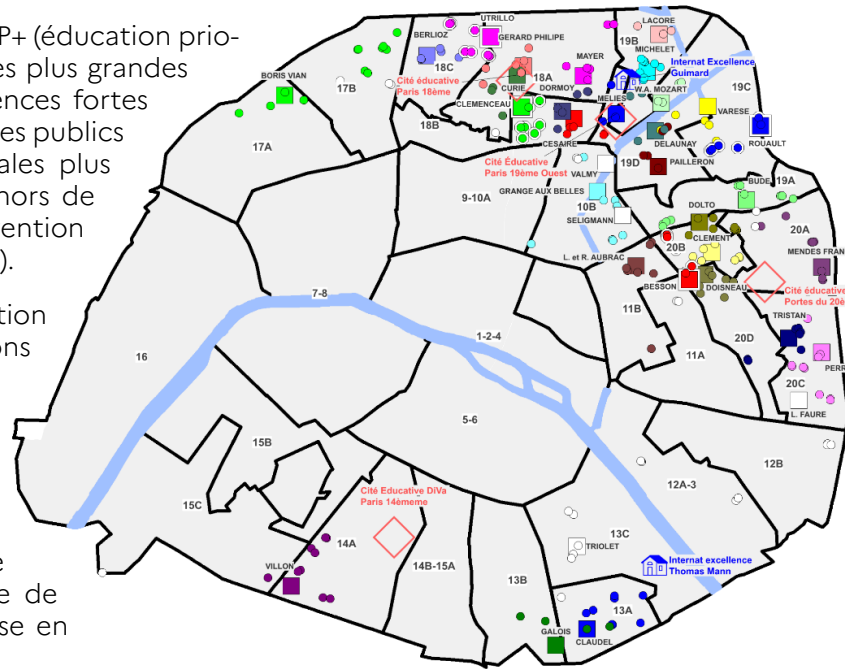 P+ (éducation prio-
es plus grandes
ences fortes
es publics
ales plus
hors de
ention
).
tion
ons
e
e de
se en
UTRILLO
LACORE
BERLIOZ
GERARD PHILIPE
19B
MICHELET
18C
MAYER
Internat Excellence
Guimard
BORIS VIAN
17B
Cité éducative
Paris 18ème
18A
CURIE
DORMOY
MELIES
W.A. MOZART
19C
CLEMENCEAU
VARESE
18B
17A
CESAIRE
DELAUNAY
ROUAULT
Cité Éducative
Paris 19ème Ouest
19D
PAILLERON
VALMY
BUDE
19A
9-10A
GRANGE AUX BELLES
10B
DOLTO
SELIGMANN
20A
CLEMENT
20B
MENDES FRAN
L. et R. AUBRAC
BESSON
DOISNEAU
Cité éducative
Portes du 20è
7-8
11B
TRISTAN
1-2-4
20D
16
11A
PERR
20C
L. FAURE
5-6
15B
12B
12A-3
Cité Educative DiVa
Paris 14èmeme
15C
13C
14A
TRIOLET
Internat excellence
Thomas Mann
VILLON
14B-15A
13B
13A
GALOIS
CLAUDEL